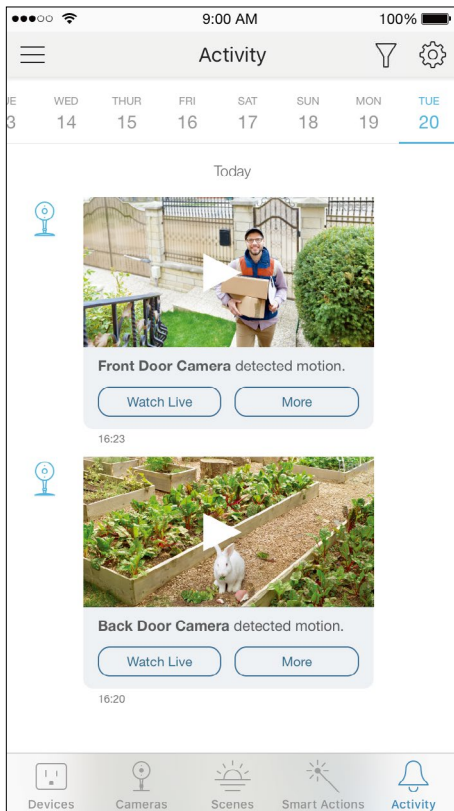 9:00 AM 100%
Activity
UE WED THUR FRI SAT SUN MON TUE
3 14 15 16 17 18 19 20
Today
Front Door Camera detected motion.
Watch Live More
16:23
Back Door Camera detected motion.
Watch Live More
16:20
Devices Cameras Scenes Smart Actions Activity